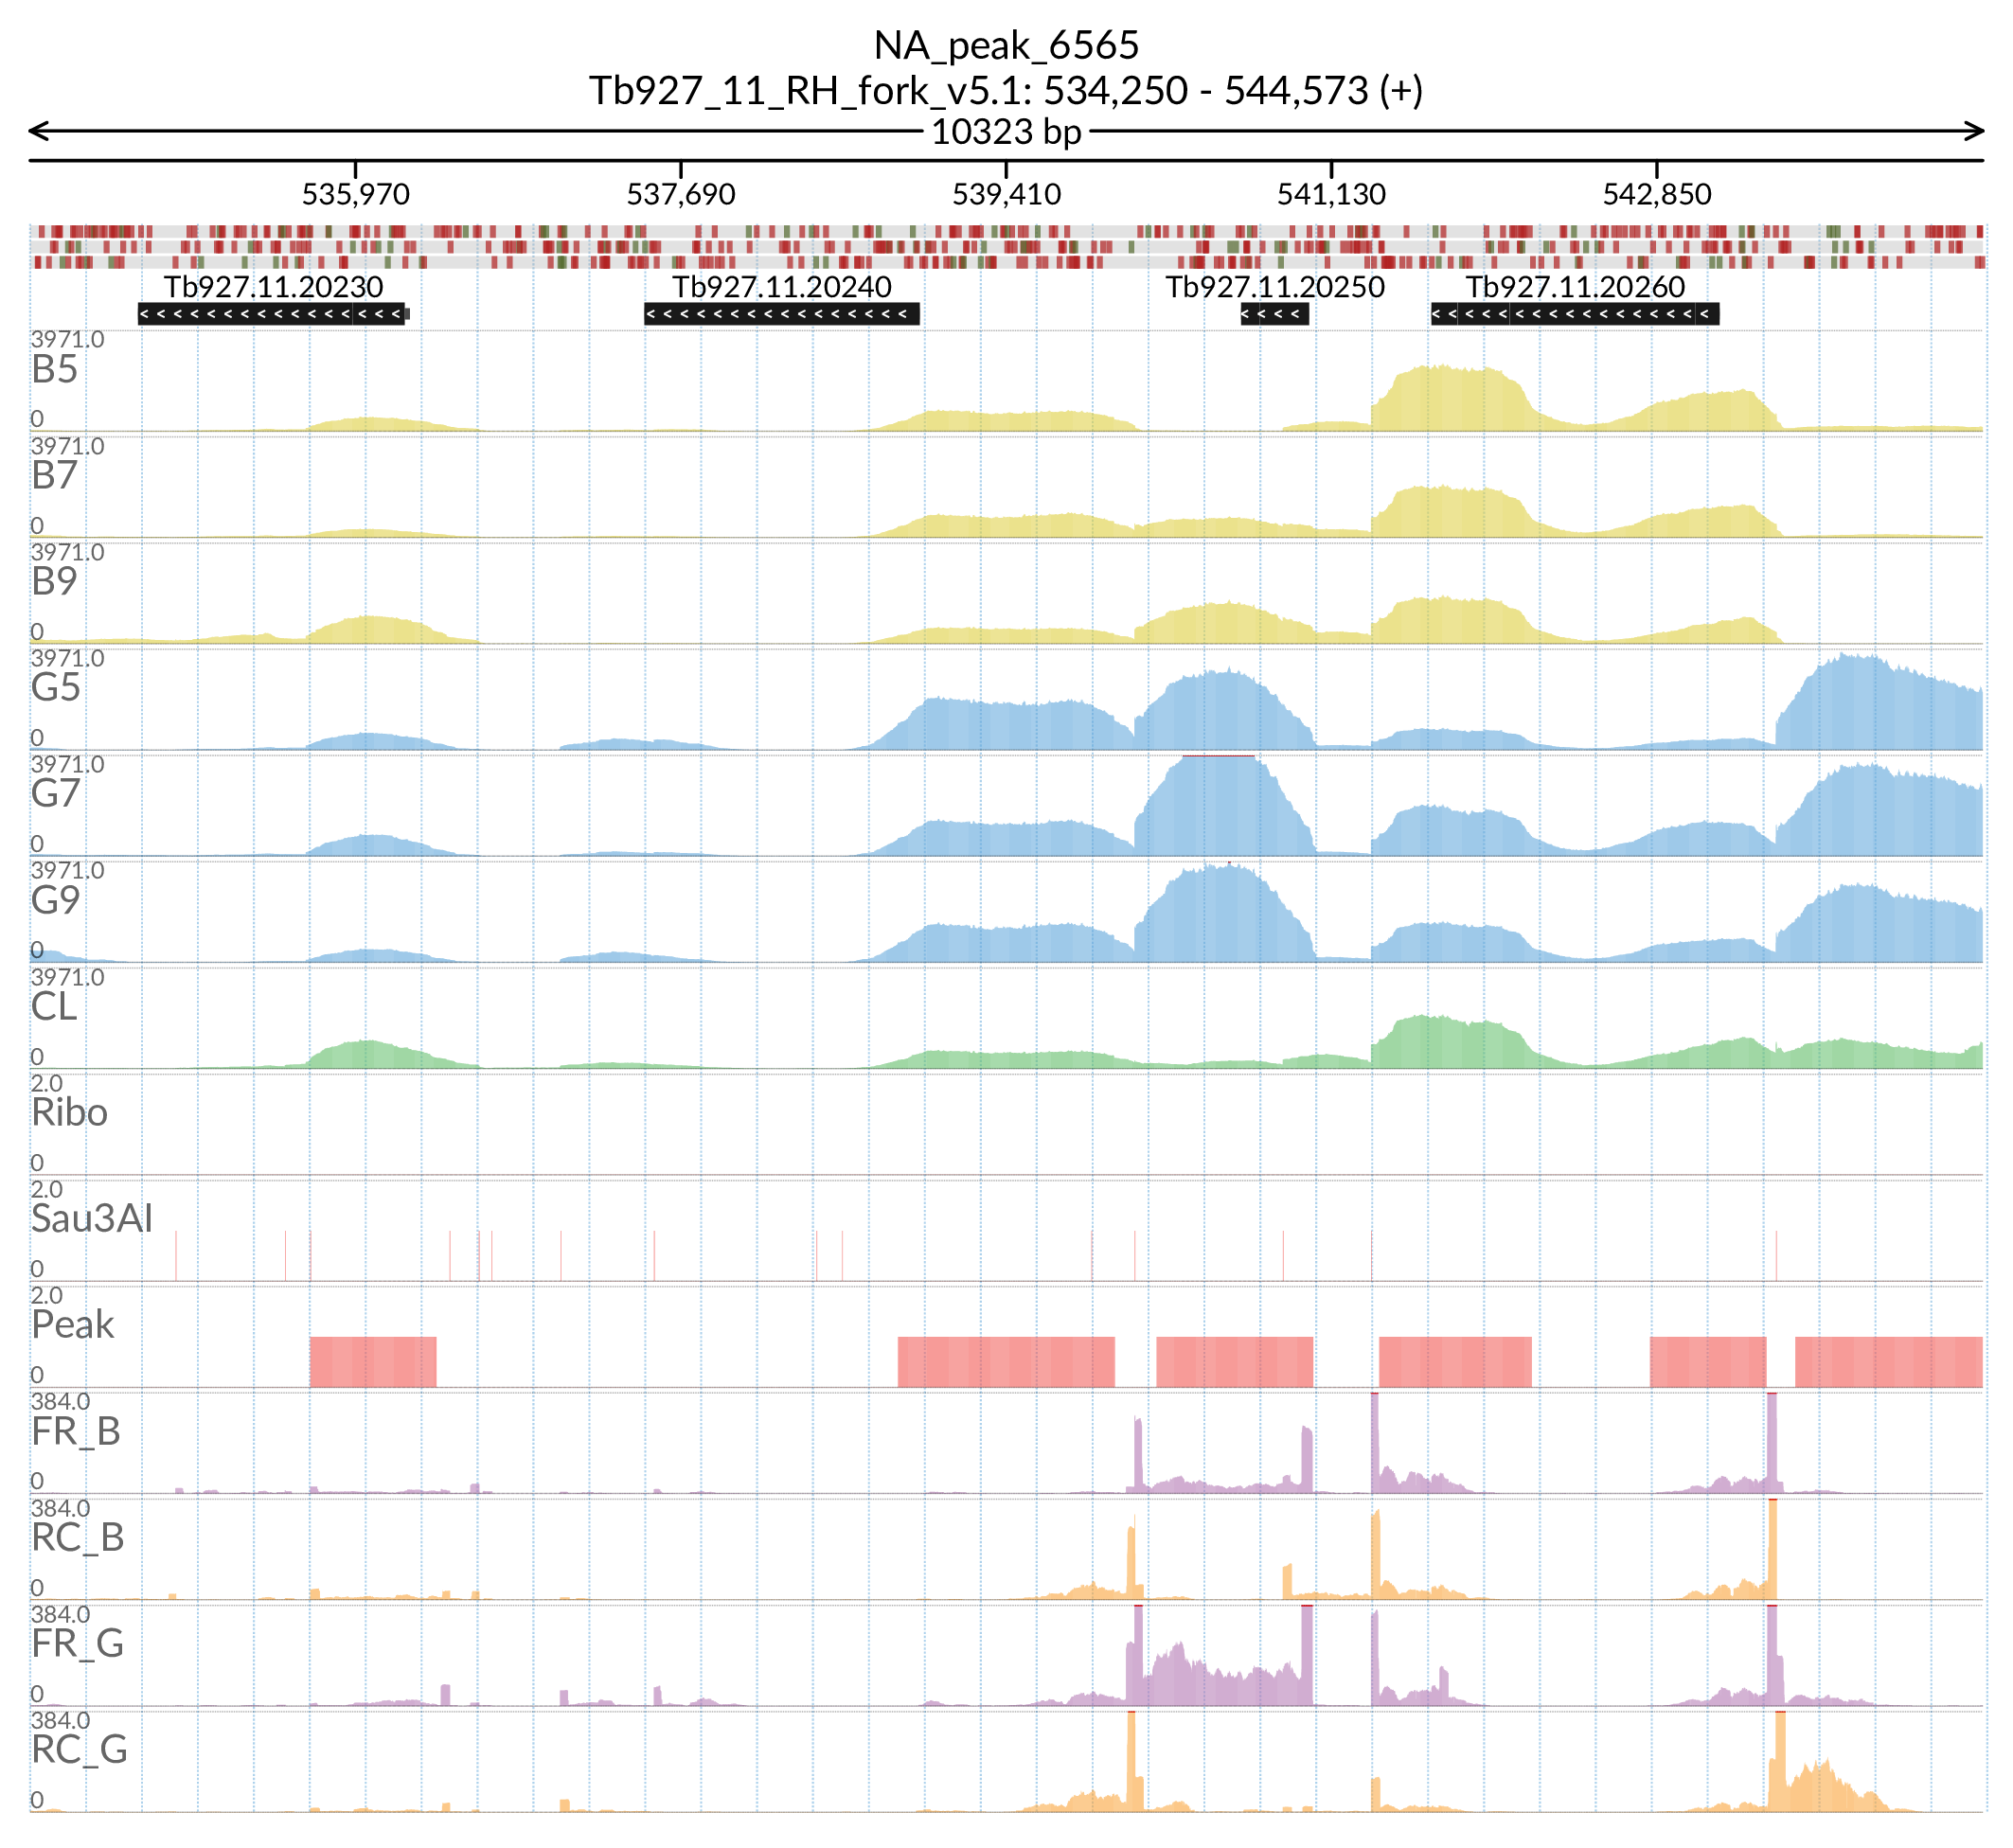 NA_peak_6565
Tb927_11_RH_fork_v5.1: 534,250 - 544,573 (+)
10323 bp
535,970 537,690 539,410 541,130 542,850
Tb927.11.20230 Tb927.11.20240 Tb927.11.20250 Tb927.11.20260
3971.0
B5
0
3971.0
B7
0
3971.0
B9
0
3971.0
G5
0
3971.0
G7
0
3971.0
G9
0
3971.0
CL
0
2.0
Ribo
0
2.0
Sau3AI
0
2.0
Peak
0
384.0
FR_B
0
384.0
RC_B
0
384.0
FR_G
0
384.0
RC_G
0